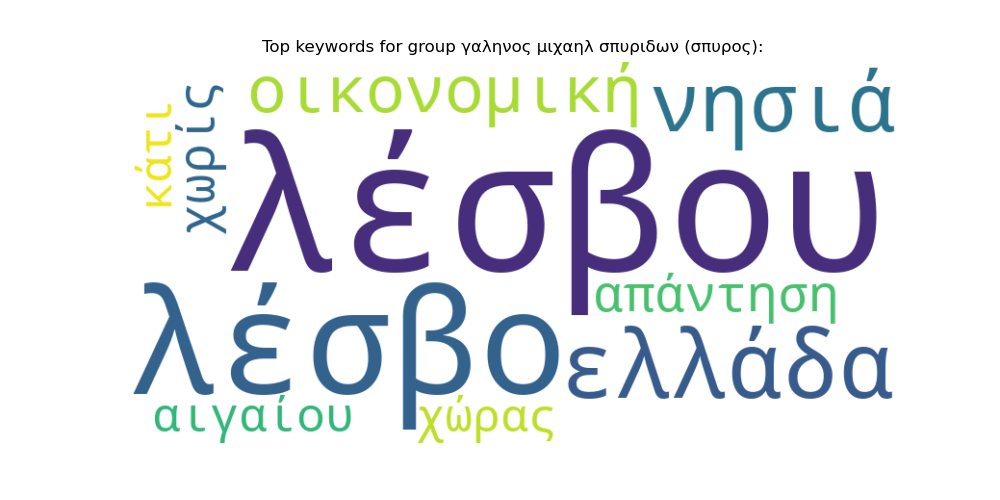 Top keywords for group γαληνος μιχαηλ σπυριδων (σπυρος):
οικονομική
νησιά
κάτι
χωρίς
λέσβου
λέσβο
απάντηση
ελλάδα
αιγαίου
χώρας